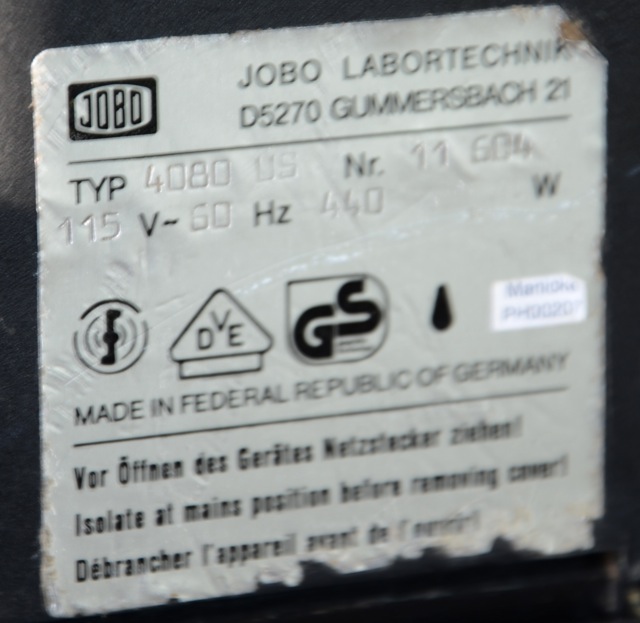 JOBO
JOBO LABORTECHNIK
D5270 GUMMERSBACH 21
TYP 4080 US Nr. 11 604
115 V~ 60 Hz 440 W
DVE
GS
MADE IN FEDERAL REPUBLIC OF GERMANY
Vor Öffnen des Gerätes Netzstecker ziehen!
Isolate at mains position before removing cover!
Débrancher l'appareil avant de l'ouvrir!